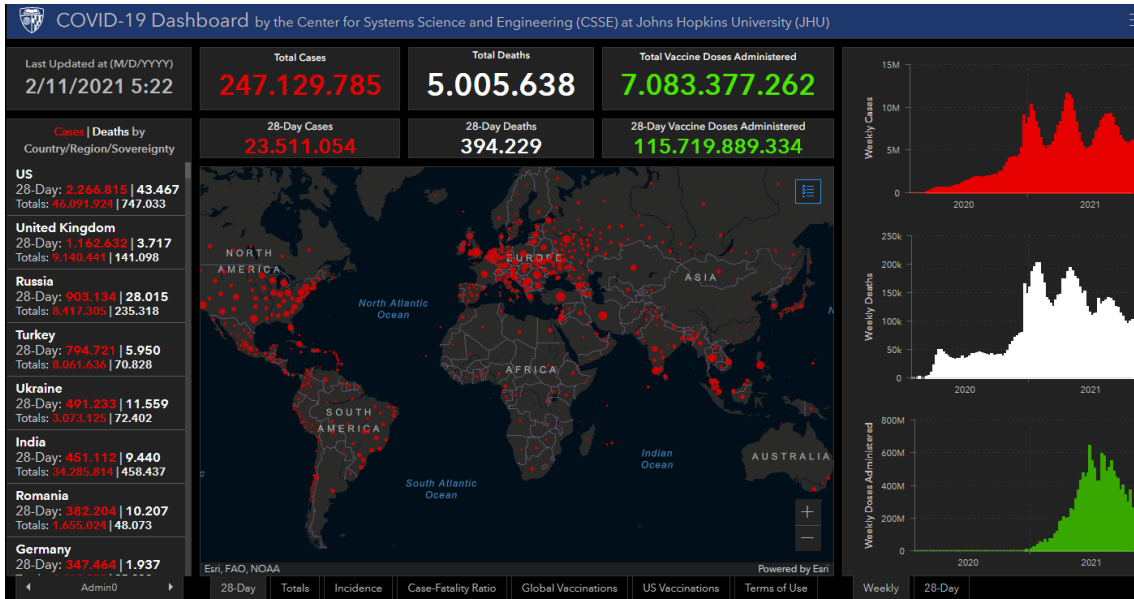 COVID-19 Dashboard by the Center for Systems Science and Engineering (CSSE) at Johns Hopkins University (JHU)
Last Updated at (M/D/YYYY)
2/11/2021 5:22
Cases | Deaths by
Country/Region/Sovereignty
US
28-Day: 2.266.815 | 43.467
Totals: 46.091.924 | 747.033
United Kingdom
28-Day: 1.162.632 | 3.717
Totals: 9.140.441 | 141.098
Russia
28-Day: 903.134 | 28.015
Totals: 8.417.305 | 235.318
Turkey
28-Day: 794.721 | 5.950
Totals: 8.061.636 | 70.828
Ukraine
28-Day: 491.233 | 11.559
Totals: 3.073.125 | 72.402
India
28-Day: 451.112 | 9.440
Totals: 34.285.814 | 458.437
Romania
28-Day: 382.204 | 10.207
Totals: 1.655.024 | 48.073
Germany
28-Day: 347.464 | 1.937
Admin0
Total Cases
247.129.785
Total Deaths
5.005.638
Total Vaccine Doses Administered
7.083.377.262
28-Day Cases
23.511.054
28-Day Deaths
394.229
28-Day Vaccine Doses Administered
115.719.889.334
NORTH
AMERICA
EUROPE
ASIA
North Atlantic
Ocean
AFRICA
SOUTH
AMERICA
Indian
Ocean
AUSTRALIA
South Atlantic
Ocean
Esri, FAO, NOAA
Powered by Esri
28-Day
Totals
Incidence
Case-Fatality Ratio
Global Vaccinations
US Vaccinations
Terms of Use
Weekly Cases
15M
10M
5M
0
2020
2021
Weekly Deaths
250k
200k
150k
100k
50k
0
2020
2021
Weekly Doses Administered
800M
600M
400M
200M
0
2020
2021
Weekly
28-Day